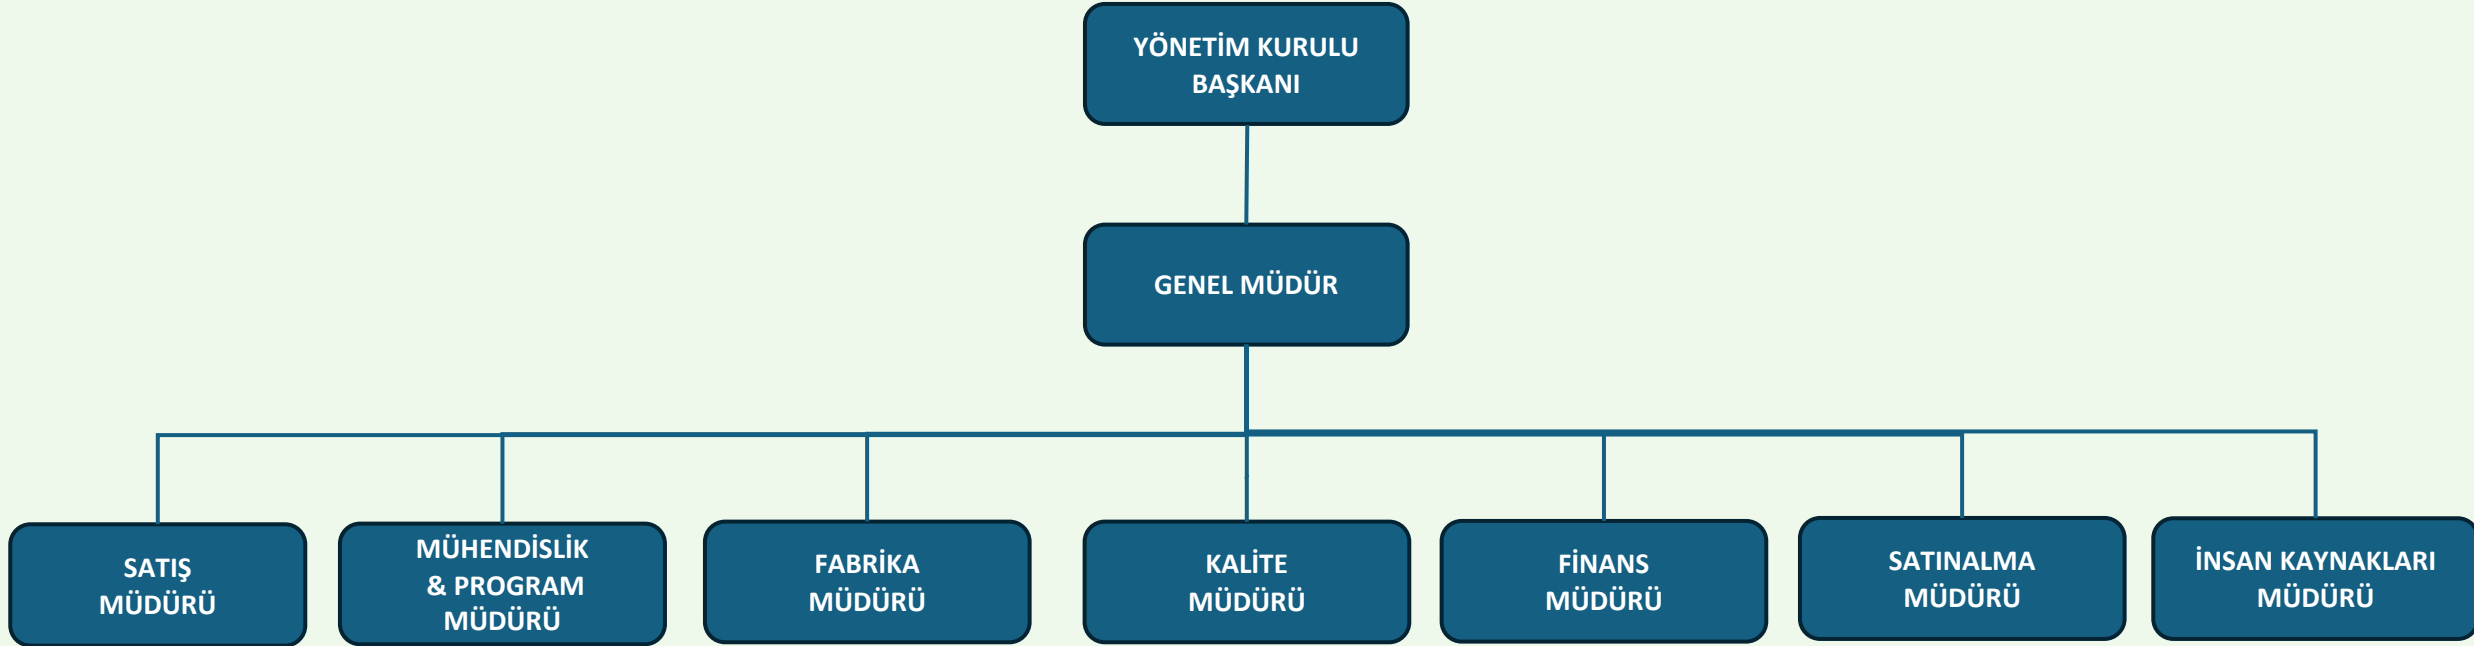 YÖNETİM KURULU
BAŞKANI
GENEL MÜDÜR
SATIŞ
MÜDÜRÜ
MÜHENDİSLİK
& PROGRAM
MÜDÜRÜ
FABRİKA
MÜDÜRÜ
KALİTE
MÜDÜRÜ
FİNANS
MÜDÜRÜ
SATINALMA
MÜDÜRÜ
İNSAN KAYNAKLARI
MÜDÜRÜ